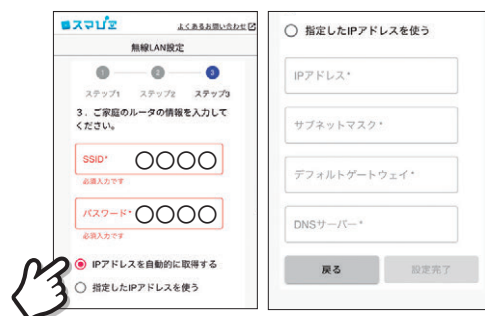 スマリモ
よくあるお問い合わせ
無線LAN設定
1 2 3
ステップ1 ステップ2 ステップ3
3．ご家庭のルータの情報を入力して
ください。
SSID* ○○○○
必須入力です
パスワード* ○○○○
必須入力です
IPアドレスを自動的に取得する
指定したIPアドレスを使う
指定したIPアドレスを使う
IPアドレス*
サブネットマスク*
デフォルトゲートウェイ*
DNSサーバー*
戻る 設定完了